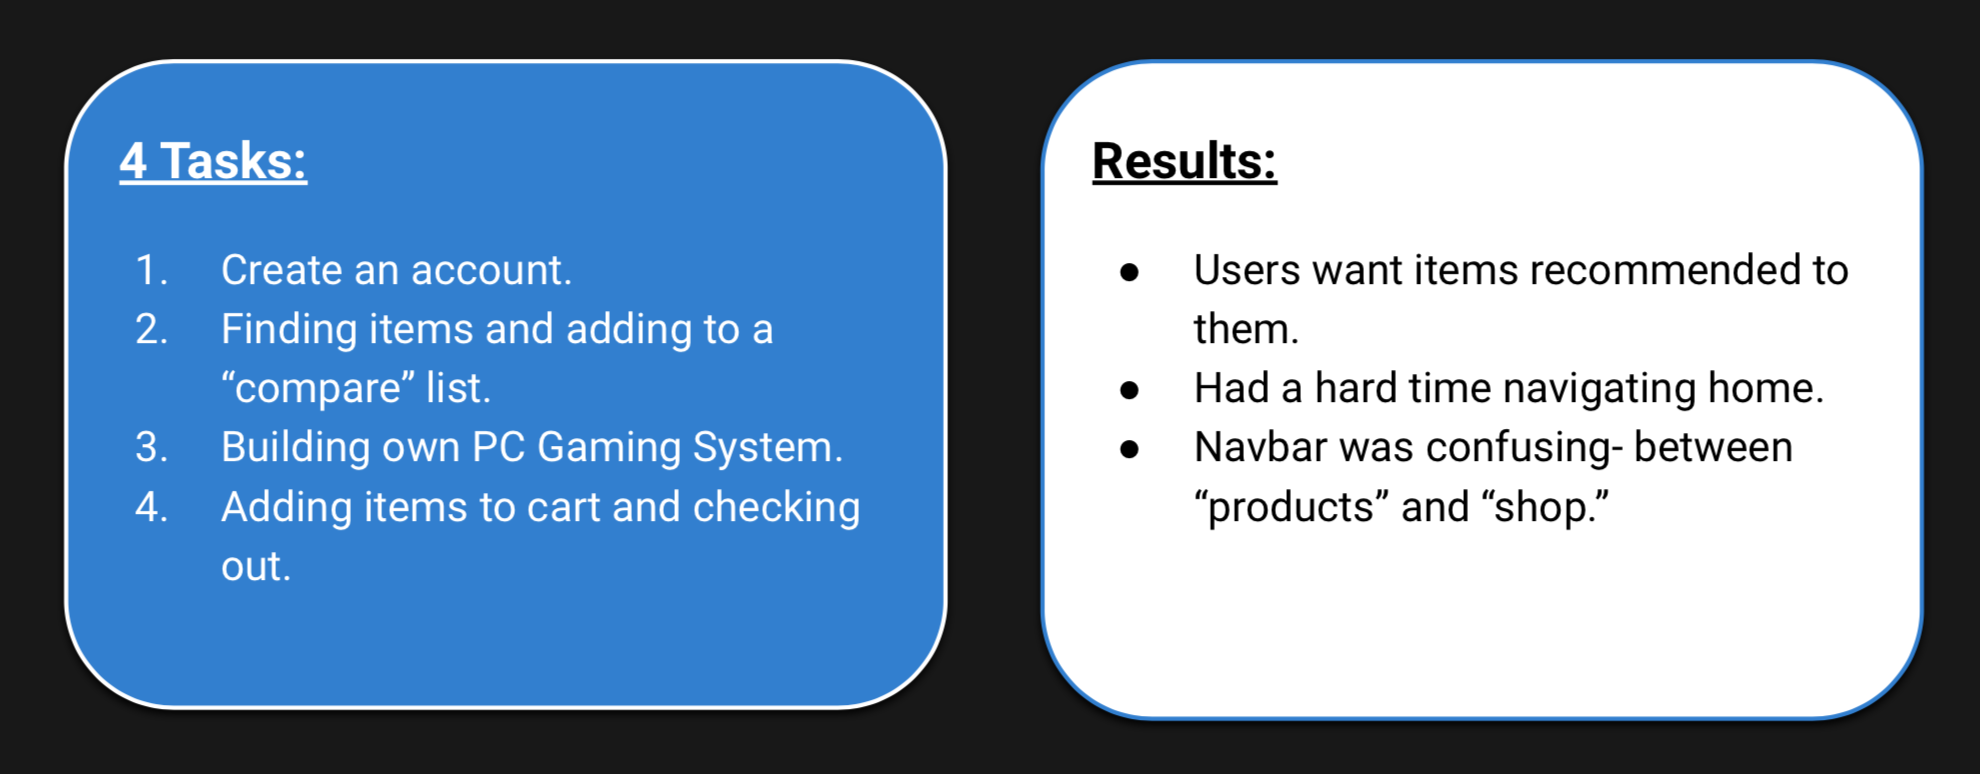 4 Tasks:
1. Create an account.
2. Finding items and adding to a
“compare” list.
3. Building own PC Gaming System.
4. Adding items to cart and checking
out.
Results:
● Users want items recommended to
them.
● Had a hard time navigating home.
● Navbar was confusing- between
“products” and “shop.”